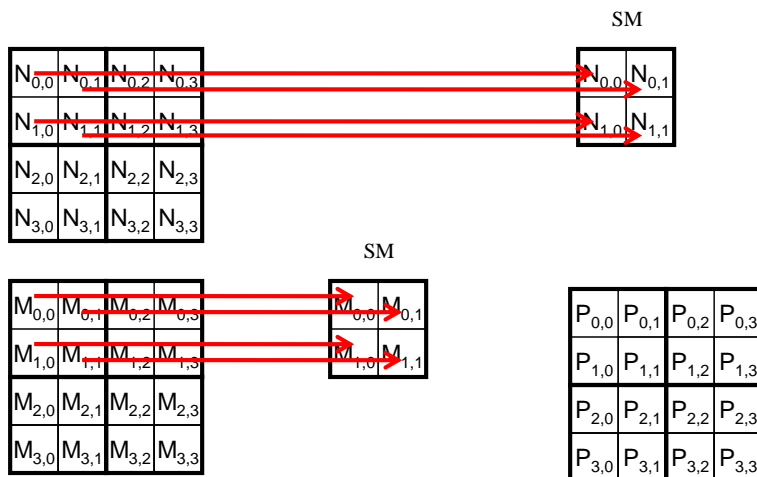 SM
N0,0 N0,1 N0,2 N0,3 N0,0 N0,1
N1,0 N1,1 N1,2 N1,3 N1,0 N1,1
N2,0 N2,1 N2,2 N2,3
N3,0 N3,1 N3,2 N3,3
SM
M0,0 M0,1 M0,2 M0,3 M0,0 M0,1
M1,0 M1,1 M1,2 M1,3 M1,0 M1,1
M2,0 M2,1 M2,2 M2,3
M3,0 M3,1 M3,2 M3,3
P0,0 P0,1 P0,2 P0,3
P1,0 P1,1 P1,2 P1,3
P2,0 P2,1 P2,2 P2,3
P3,0 P3,1 P3,2 P3,3